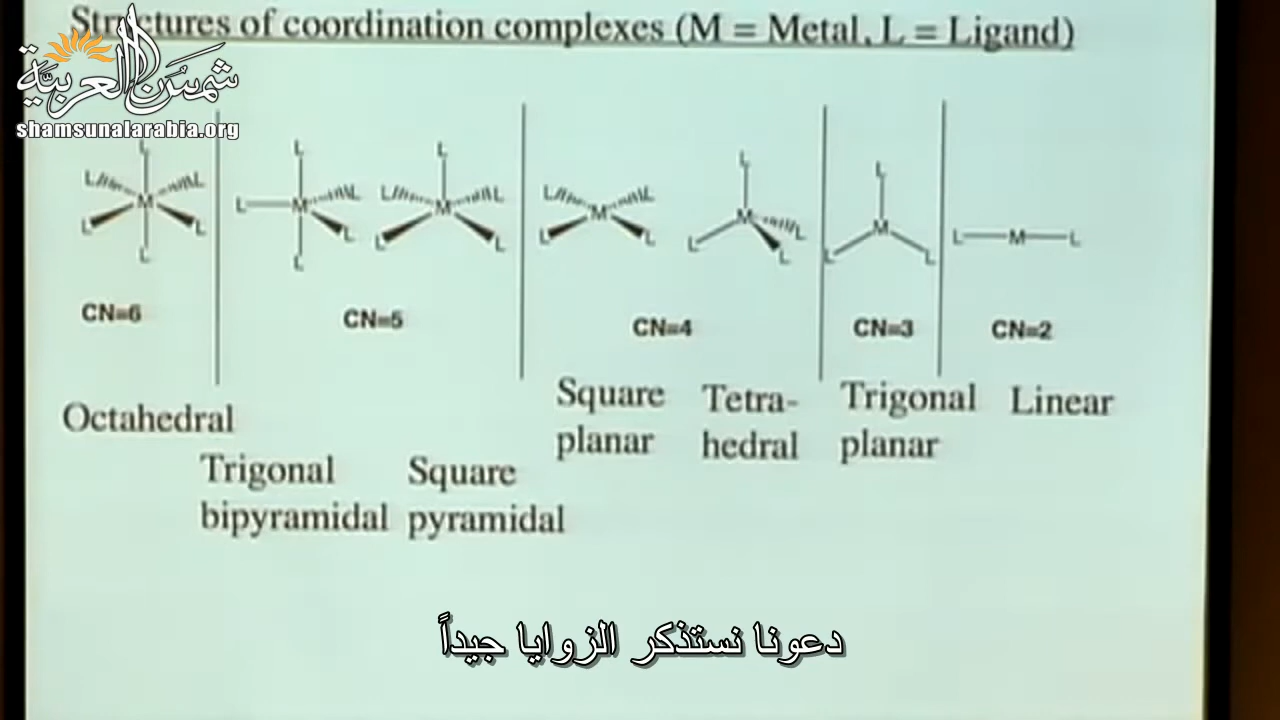 Structures of coordination complexes (M = Metal, L = Ligand)
شمس العربية
shamsunalarabia.org
L L L M L L L
L L M L L L
L L L M L L
L L M L L
L M L L L
L M L L
L M L
CN=6
CN=5
CN=4
CN=3
CN=2
Octahedral
Trigonal
bipyramidal
Square
pyramidal
Square
planar
Tetra-
hedral
Trigonal
planar
Linear
دعونا نستذكر الزوايا جيداً